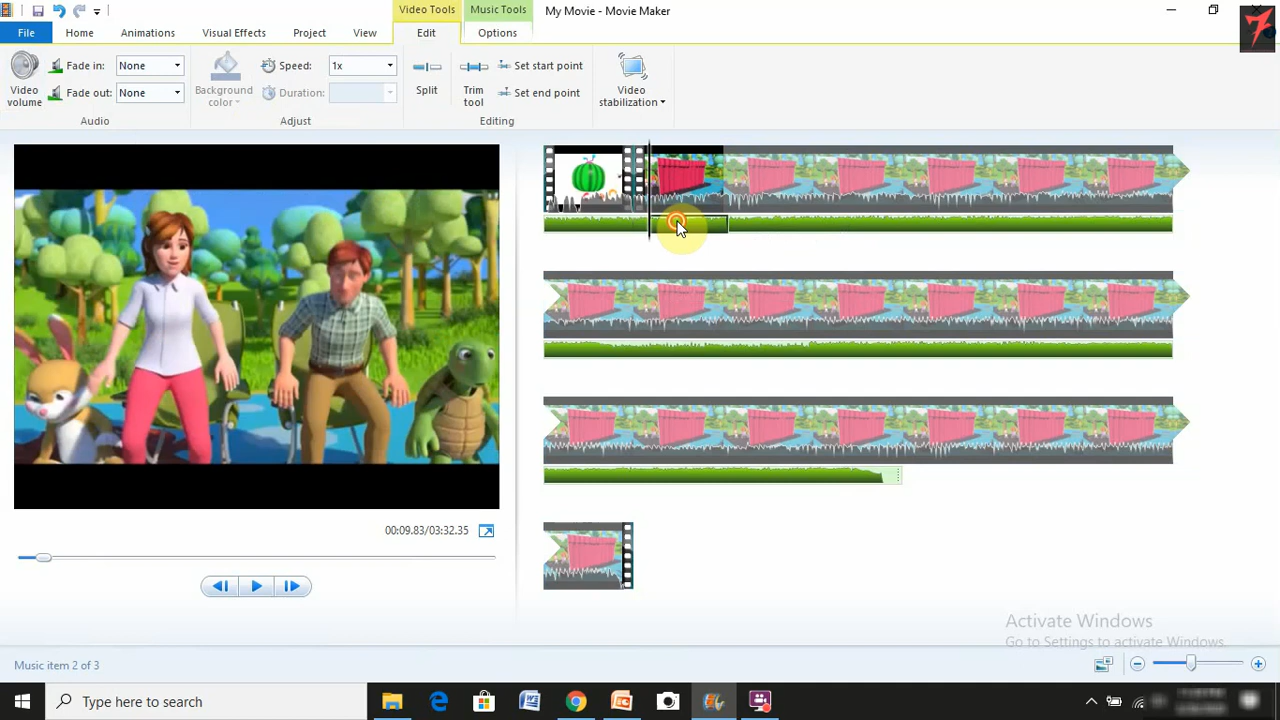 Video Tools
Music Tools
My Movie - Movie Maker
File
Home
Animations
Visual Effects
Project
View
Edit
Options
Video volume
Fade in:
None
Fade out:
None
Audio
Background color
Speed:
1x
Duration:
Adjust
Split
Trim tool
Set start point
Set end point
Editing
Video stabilization
00:09.83/03:32.35
Activate Windows
Go to Settings to activate Windows.
Music item 2 of 3
Type here to search